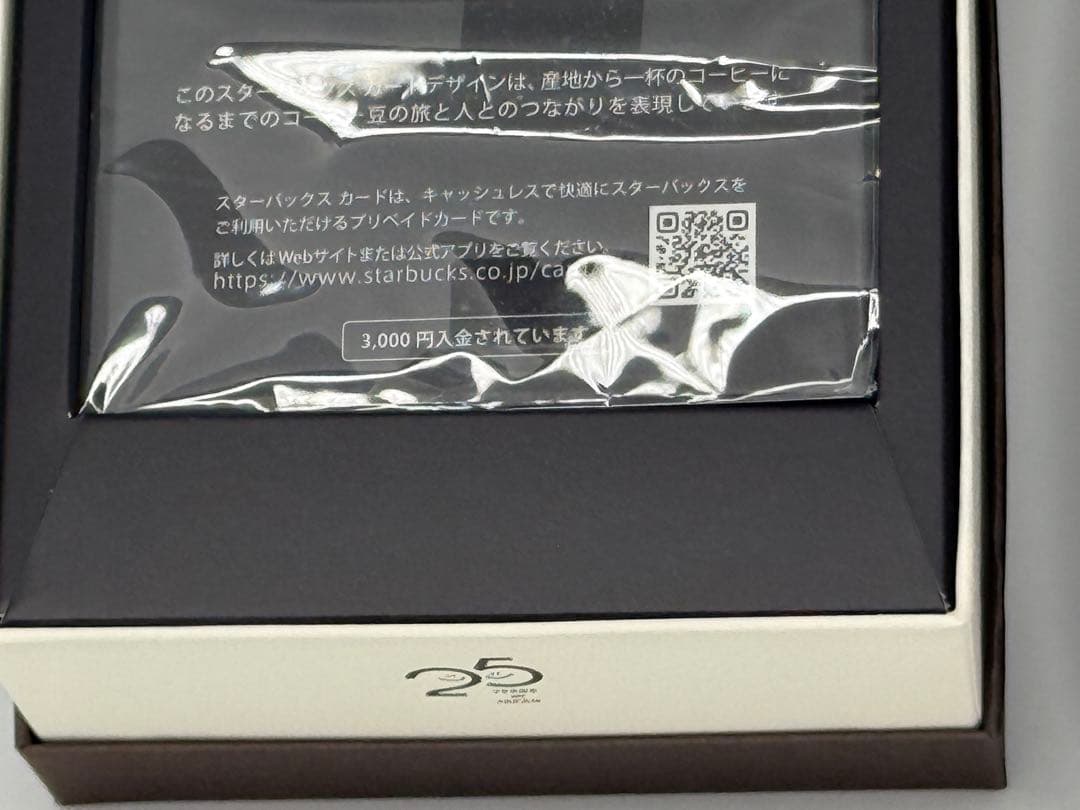 このスター スカードデザインは、産地から一杯のコーヒーに
なるまでのコー 豆の旅と人とのつながりを表現して
スターバックス カードは、キャッシュレスで快適にスターバックスを
ご利用いただけるプリペイドカードです。
詳しくはWebサイトまたは公式アプリをご覧ください。
https://www.starbucks.co.jp/ca
3,000 円入金されています
25